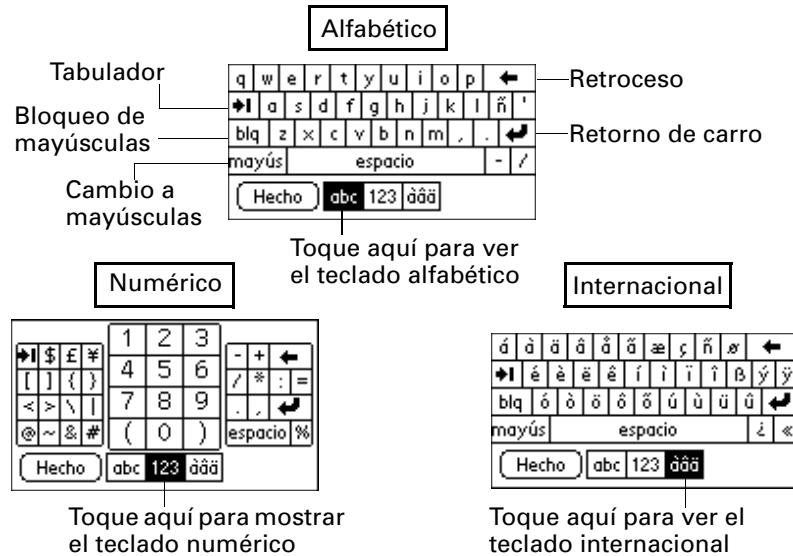 Alfabético
Tabulador
Bloqueo de
mayúsculas
Cambio a
mayúsculas
q w e r t y u i o p
a s d f g h j k l ñ '
blq z x c v b n m , .
mayús espacio - /
Hecho abc 123 àâä
Retroceso
Retorno de carro
Toque aquí para ver
el teclado alfabético
Numérico
$ £ ¥ 1 2 3 - +
[ ] { } 4 5 6 / * : =
< > \ | 7 8 9 . ,
@ ~ & # ( 0 ) espacio %
Hecho abc 123 àâä
Toque aquí para mostrar
el teclado numérico
Internacional
á à ä â å ã æ ç ñ ø
é è ë ê í ì ï î ß ý ÿ
blq ó ò ö ô õ ú ù ü û
mayús espacio ¿ «
Hecho abc 123 àâä
Toque aquí para ver el
teclado internacional